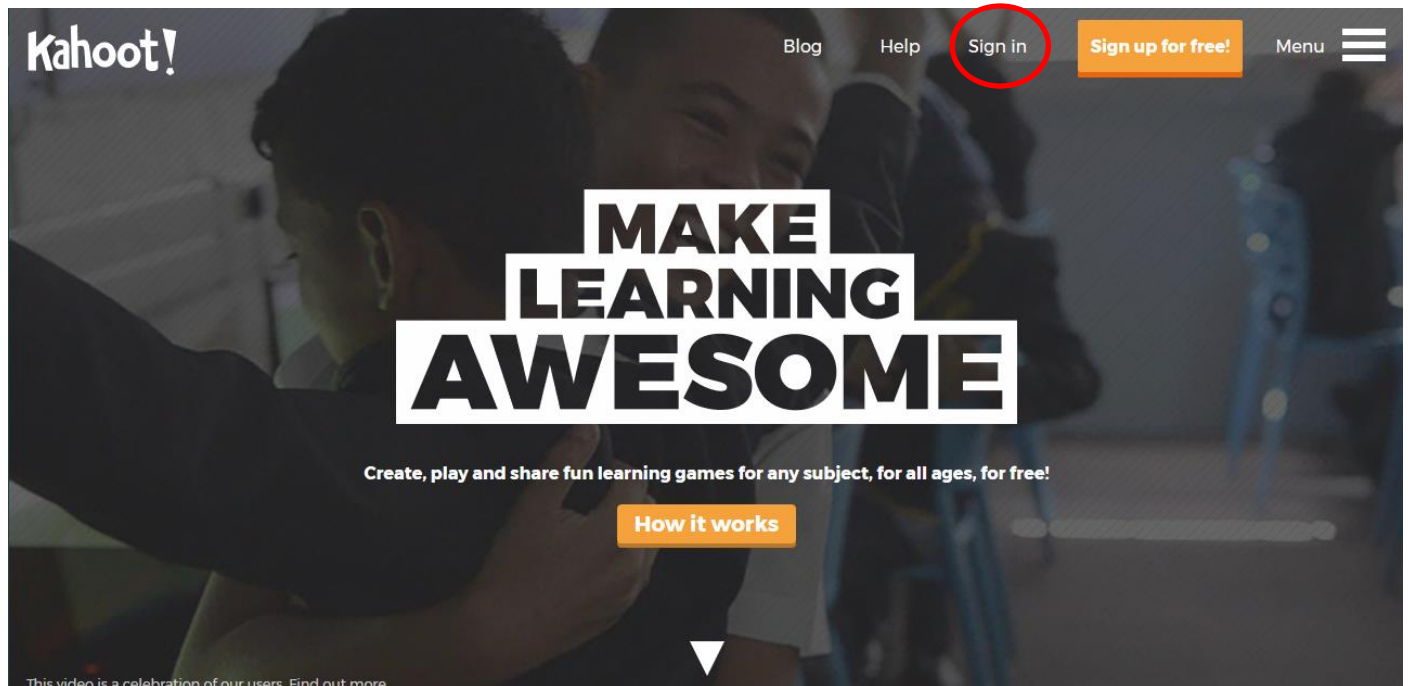 Kahoot!
Blog Help Sign in Sign up for free! Menu
MAKE
LEARNING
AWESOME
Create, play and share fun learning games for any subject, for all ages, for free!
How it works
This video is a celebration of our users. Find out more